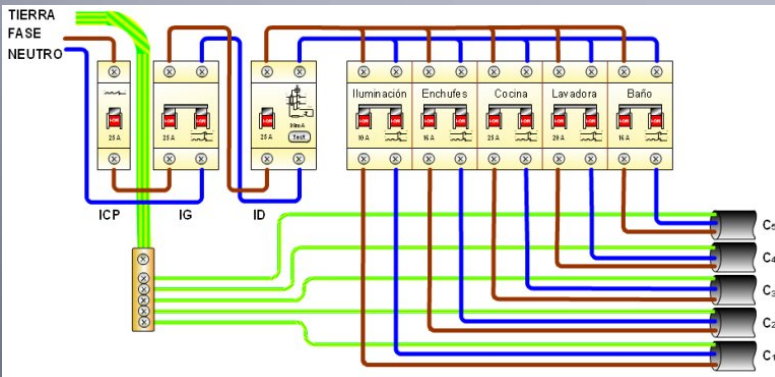 TIERRA
FASE
NEUTRO
Iluminación Enchufes Cocina Lavadora Baño
25 A 25 A 25 A Test 10 A 16 A 25 A 20 A 16 A
ICP IG ID
C5
C4
C3
C2
C1